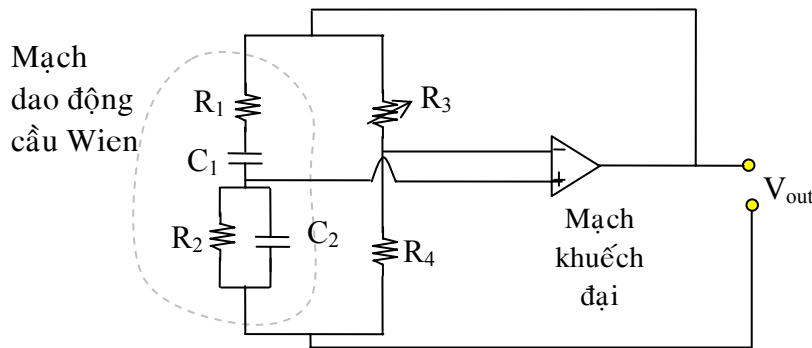 Mạch
dao động
cầu Wien
R₁
R₃
C₁
−
+
V_out
R₂
C₂
R₄
Mạch
khuếch
đại